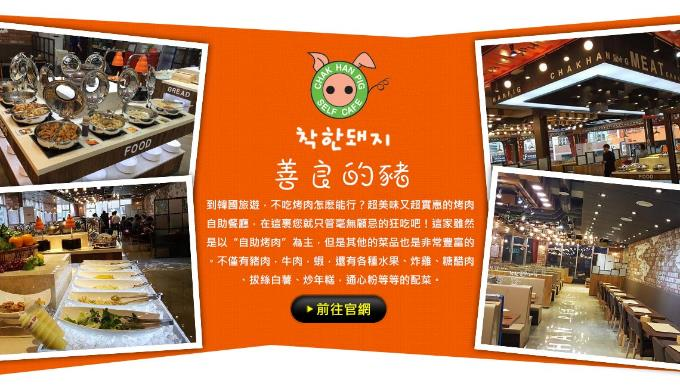 CHAK HAN PIG
SELF CAFE
착한돼지
善良的豬
到韓國旅遊，不吃烤肉怎麽能行？超美味又超實惠的烤肉
自助餐廳，在這裏您就只管毫無顧忌的狂吃吧！這家雖然
是以“自助烤肉”為主，但是其他的菜品也是非常豐富的
。不僅有豬肉，牛肉，蝦，還有各種水果、炸雞、糖醋肉
、拔絲白薯、炒年糕，通心粉等等的配菜。
▶前往官網
BREAD
FOOD
CHAKHAN
MEAT
FOOD